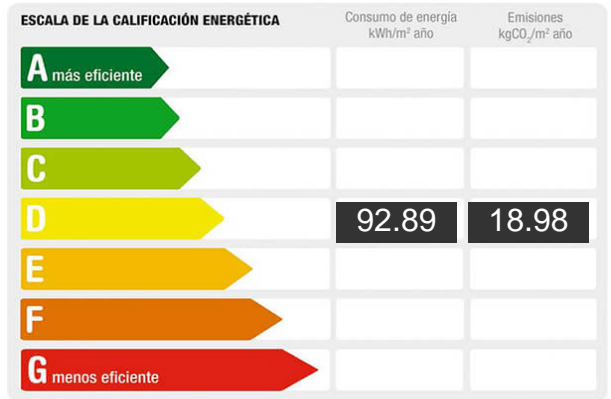 ESCALA DE LA CALIFICACIÓN ENERGÉTICA
Consumo de energía
kWh/m² año
Emisiones
kgCO₂/m² año
A más eficiente
B
C
D
92.89
18.98
E
F
G menos eficiente